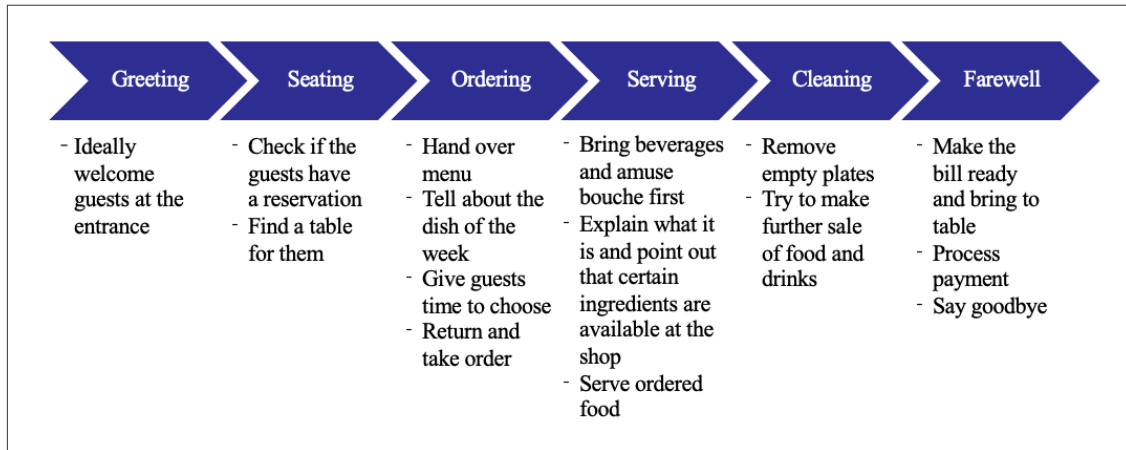 Greeting
Seating
Ordering
Serving
Cleaning
Farewell
- Ideally
welcome
guests at the
entrance
- Check if the
guests have
a reservation
- Find a table
for them
- Hand over
menu
- Tell about the
dish of the
week
- Give guests
time to choose
- Return and
take order
- Bring beverages
and amuse
bouche first
- Explain what it
is and point out
that certain
ingredients are
available at the
shop
- Serve ordered
food
- Remove
empty plates
- Try to make
further sale
of food and
drinks
- Make the
bill ready
and bring to
table
- Process
payment
- Say goodbye